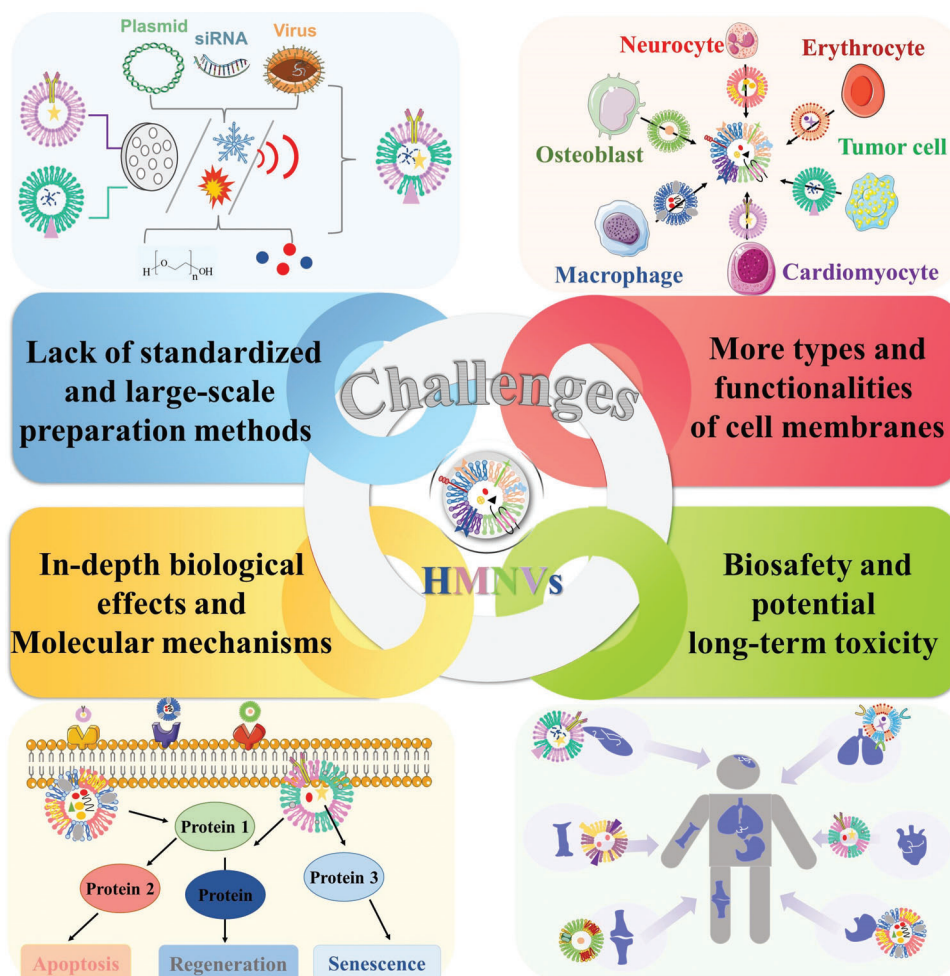 Plasmid
siRNA
Virus
H
O
OH
n
Neurocyte
Erythrocyte
Osteoblast
Tumor cell
Macrophage
Cardiomyocyte
Lack of standardized
and large-scale
preparation methods
Challenges
More types and
functionalities
of cell membranes
HMNVs
In-depth biological
effects and
Molecular mechanisms
Biosafety and
potential
long-term toxicity
Protein 1
Protein 2
Protein
Protein 3
Apoptosis
Regeneration
Senescence